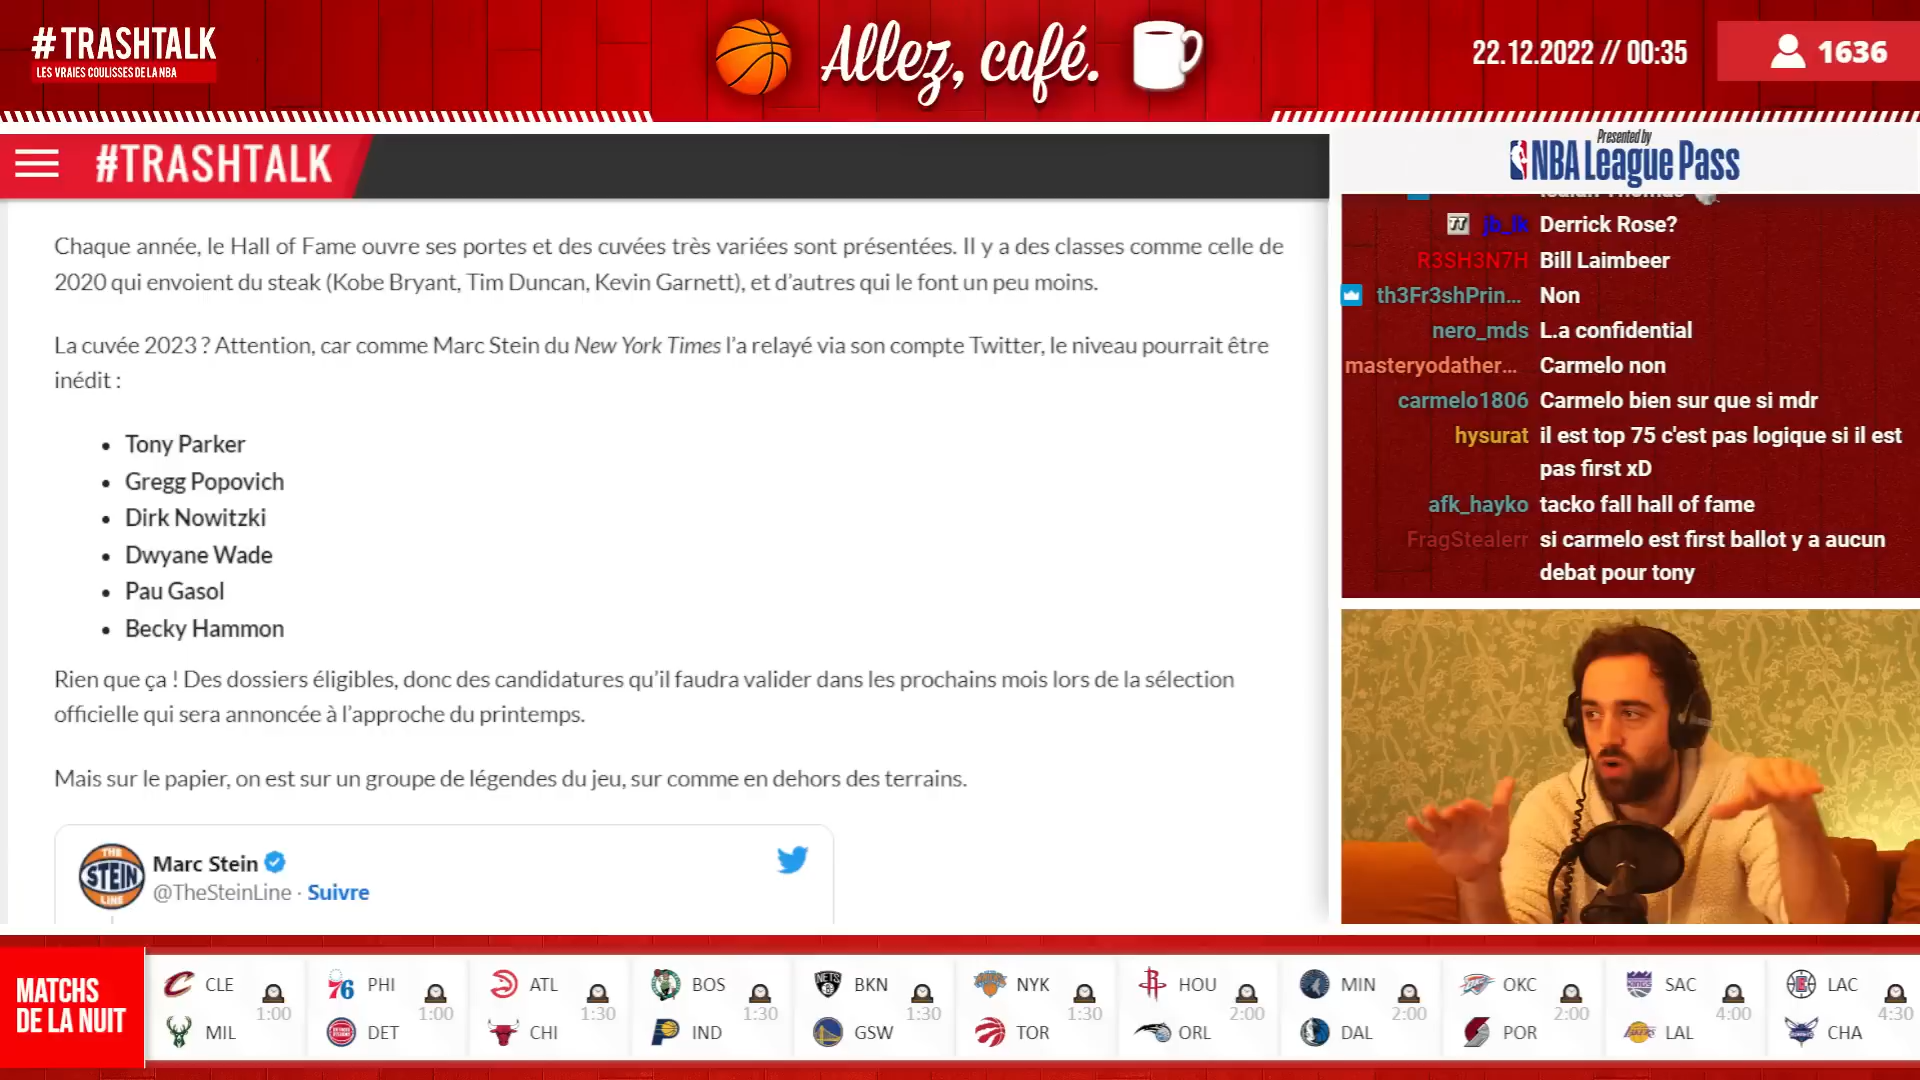 #TRASHTALK
LES VRAIES COULISSES DE LA NBA
Allez, café.
22.12.2022 // 00:35
1636
#TRASHTALK
Chaque année, le Hall of Fame ouvre ses portes et des cuvées très variées sont présentées. Il y a des classes comme celle de
2020 qui envoient du steak (Kobe Bryant, Tim Duncan, Kevin Garnett), et d’autres qui le font un peu moins.
La cuvée 2023 ? Attention, car comme Marc Stein du New York Times l’a relayé via son compte Twitter, le niveau pourrait être
inédit :
• Tony Parker
• Gregg Popovich
• Dirk Nowitzki
• Dwyane Wade
• Pau Gasol
• Becky Hammon
Rien que ça ! Des dossiers éligibles, donc des candidatures qu’il faudra valider dans les prochains mois lors de la sélection
officielle qui sera annoncée à l’approche du printemps.
Mais sur le papier, on est sur un groupe de légendes du jeu, sur comme en dehors des terrains.
THE STEIN LINE
Marc Stein
@TheSteinLine · Suivre
Presented by
NBA League Pass
jb_lk Derrick Rose?
R3SH3N7H Bill Laimbeer
th3Fr3shPrin... Non
nero_mds L.a confidential
masteryodather... Carmelo non
carmelo1806 Carmelo bien sur que si mdr
hysurat il est top 75 c'est pas logique si il est
pas first xD
afk_hayko tacko fall hall of fame
FragStealerr si carmelo est first ballot y a aucun
debat pour tony
MATCHS
DE LA NUIT
CLE MIL 1:00
PHI DET 1:00
ATL CHI 1:30
BOS IND 1:30
BKN GSW 1:30
NYK TOR 1:30
HOU ORL 2:00
MIN DAL 2:00
OKC POR 2:00
SAC LAL 4:00
LAC CHA 4:30